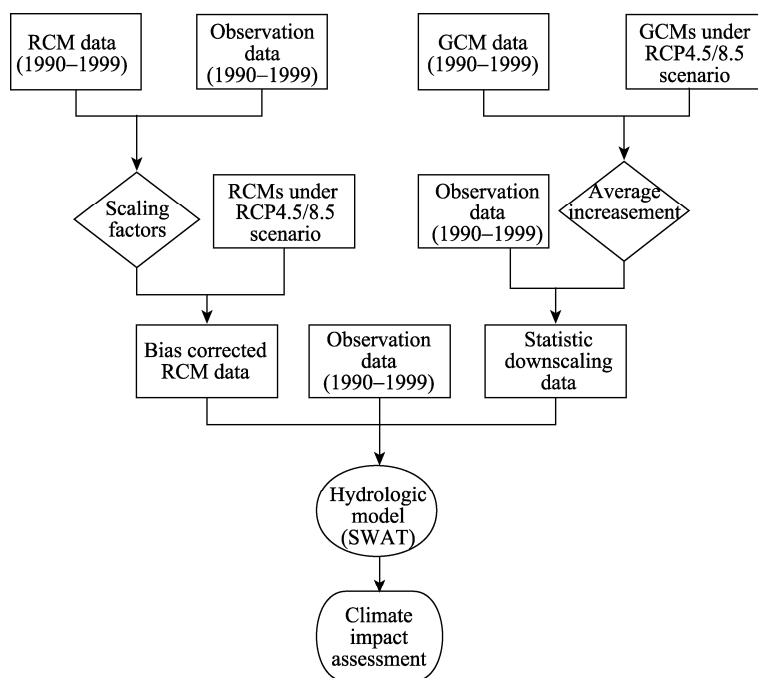 RCM data
(1990–1999)
Observation
data
(1990–1999)
GCM data
(1990–1999)
GCMs under
RCP4.5/8.5
scenario
Scaling
factors
RCMs under
RCP4.5/8.5
scenario
Observation
data
(1990–1999)
Average
increasement
Bias corrected
RCM data
Observation
data
(1990–1999)
Statistic
downscaling
data
Hydrologic
model
(SWAT)
Climate
impact
assessment